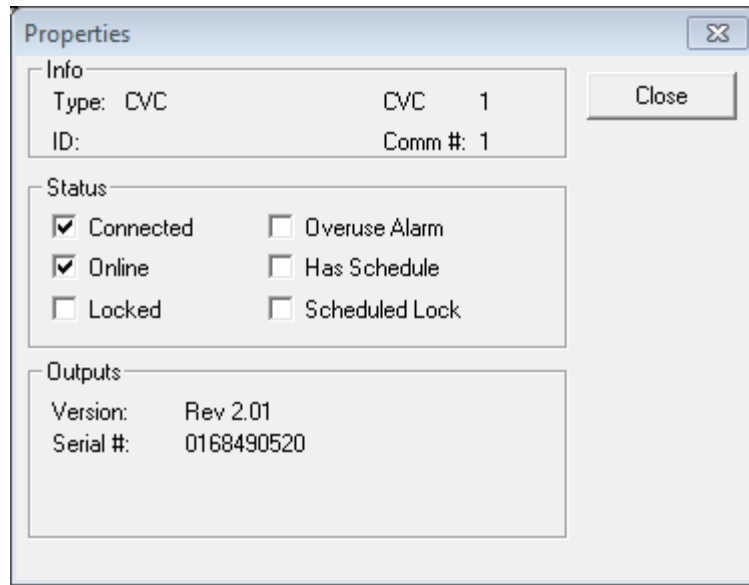 Properties
Info
Close
Type: CVC CVC 1
ID: Comm #: 1
Status
Connected Overuse Alarm
Online Has Schedule
Locked Scheduled Lock
Outputs
Version: Rev 2.01
Serial #: 0168490520